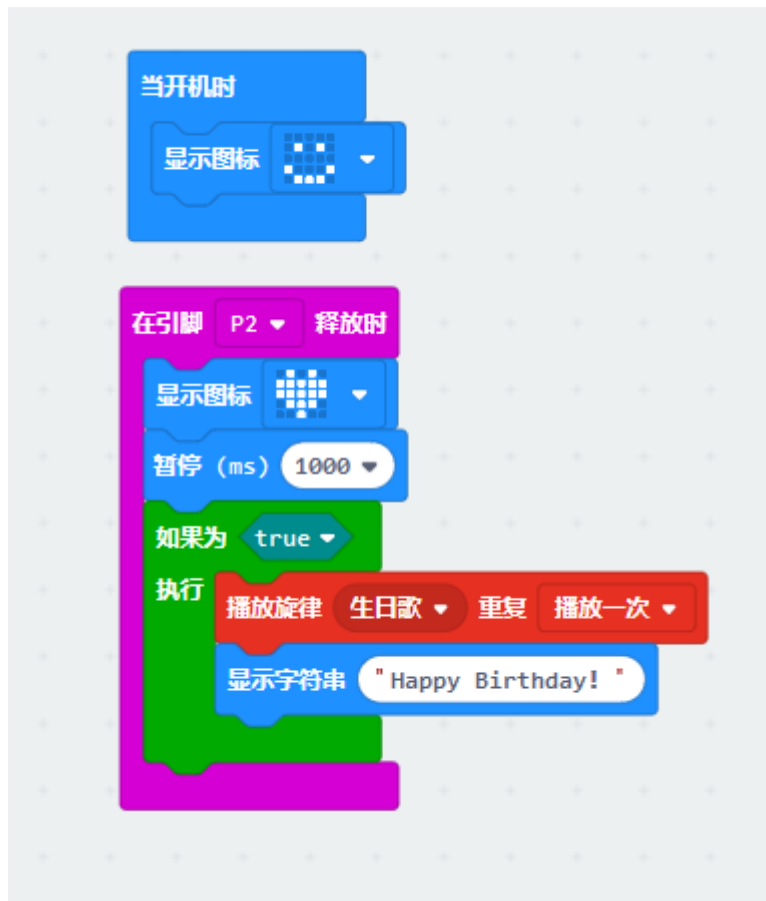 当开机时
显示图标
在引脚 P2 释放时
显示图标
暂停 (ms) 1000
如果为 true
执行
播放旋律 生日歌 重复 播放一次
显示字符串 "Happy Birthday! "